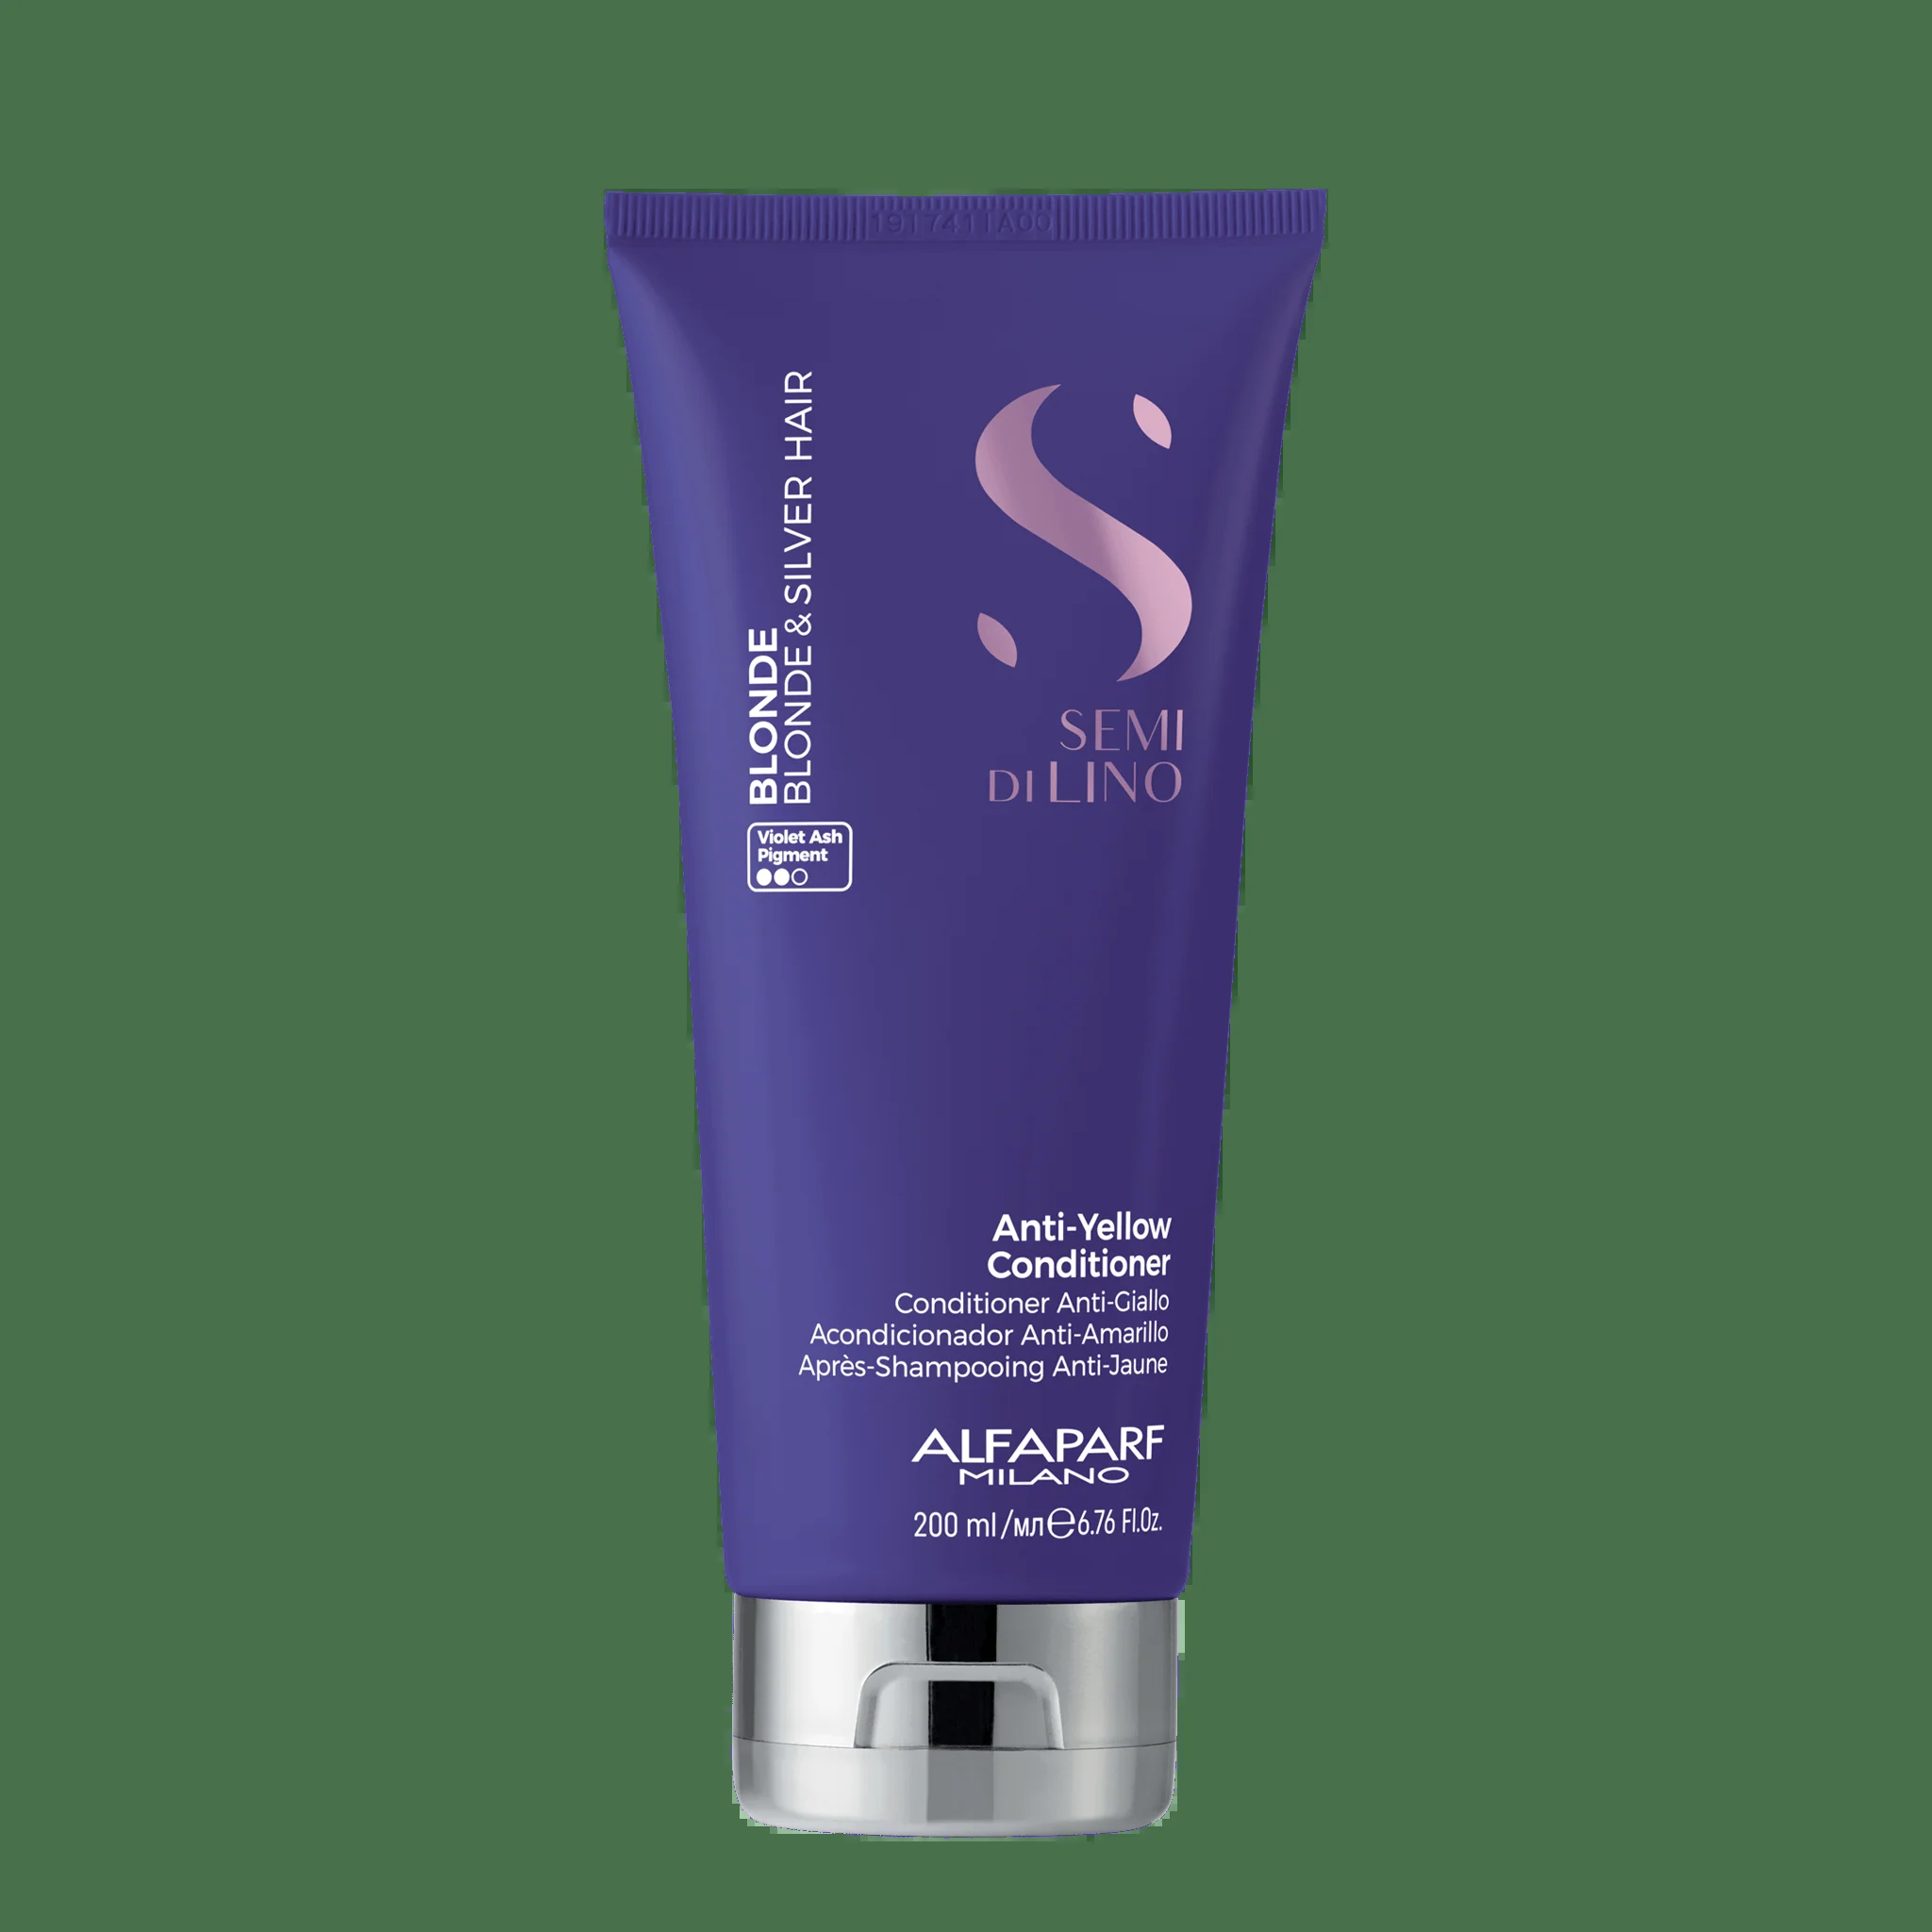 1917411A00
BLONDE
BLONDE & SILVER HAIR
Violet Ash
Pigment
SEMI
DI LINO
Anti-Yellow
Conditioner
Conditioner Anti-Giallo
Acondicionador Anti-Amarillo
Après-Shampooing Anti-Jaune
ALFAPARF
MILANO
200 ml/мл℮6.76 Fl.Oz.